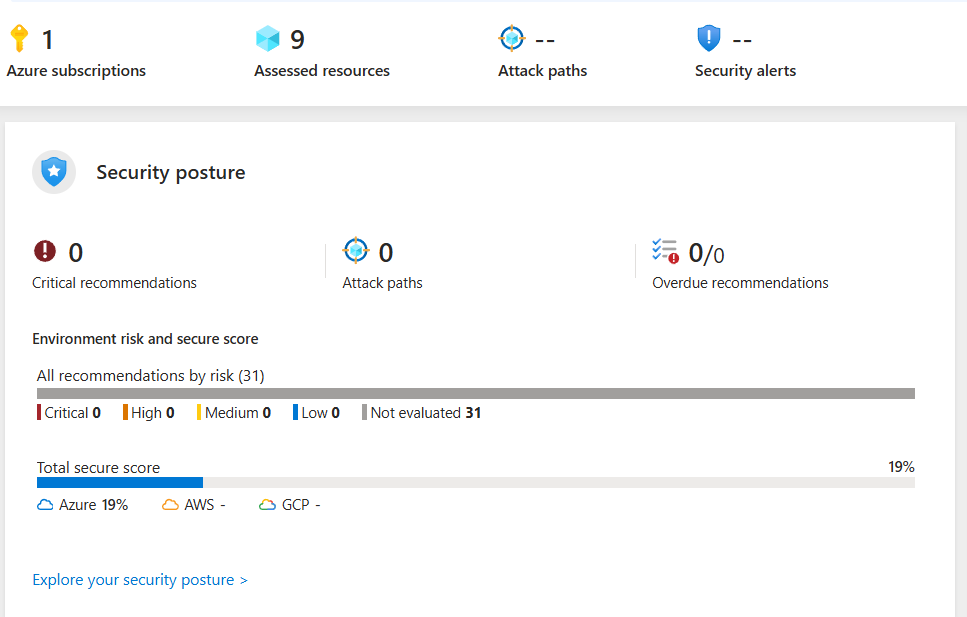 1 9 -- --
Azure subscriptions Assessed resources Attack paths Security alerts
Security posture
0 0 0/0
Critical recommendations Attack paths Overdue recommendations
Environment risk and secure score
All recommendations by risk (31)
Critical 0 High 0 Medium 0 Low 0 Not evaluated 31
Total secure score 19%
Azure 19% AWS - GCP -
Explore your security posture >